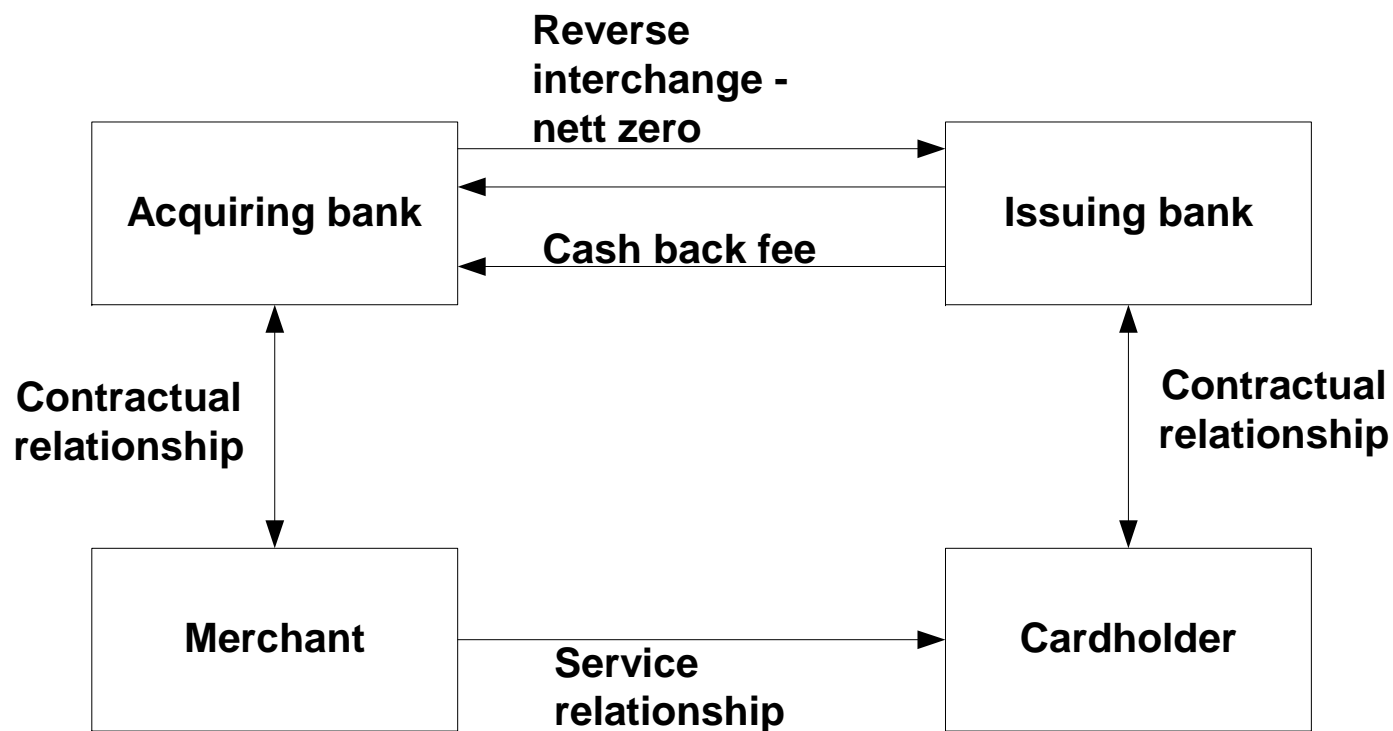 Reverse
interchange -
nett zero
Acquiring bank
Issuing bank
Cash back fee
Contractual
relationship
Contractual
relationship
Merchant
Cardholder
Service
relationship